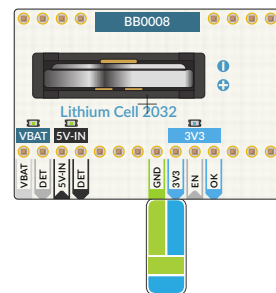 BB0008
Lithium Cell 2032
VBAT 5V-IN 3V3
VBAT DET 5V-IN DET GND 3V3 EN OK